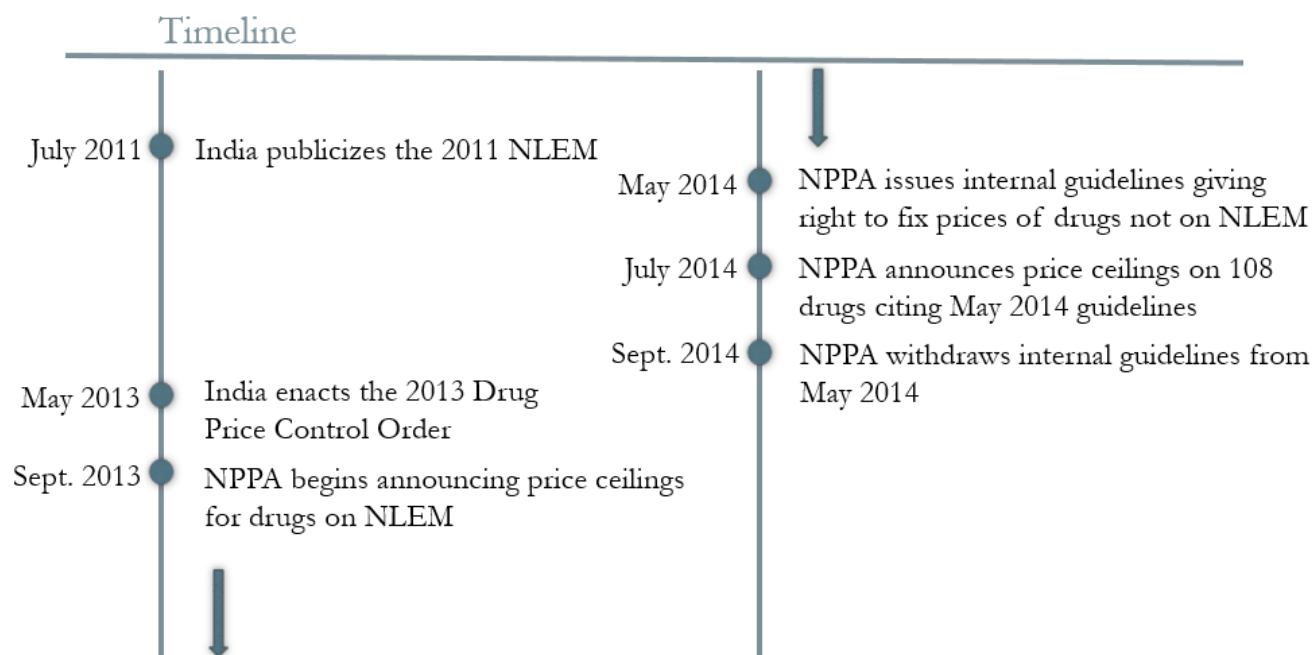 Timeline
July 2011
India publicizes the 2011 NLEM
May 2013
India enacts the 2013 Drug
Price Control Order
Sept. 2013
NPPA begins announcing price ceilings
for drugs on NLEM
May 2014
NPPA issues internal guidelines giving
right to fix prices of drugs not on NLEM
July 2014
NPPA announces price ceilings on 108
drugs citing May 2014 guidelines
Sept. 2014
NPPA withdraws internal guidelines from
May 2014